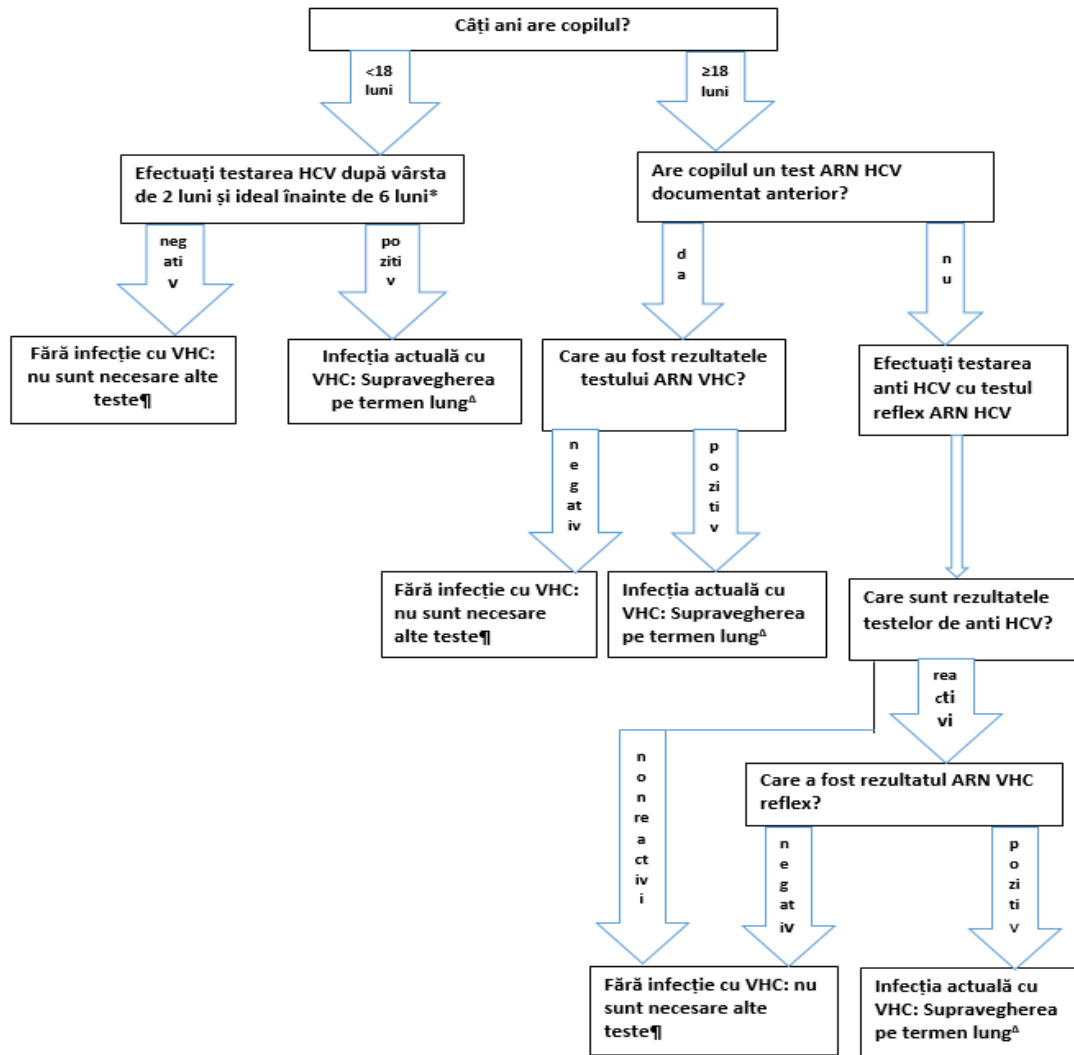 Câți ani are copilul?
<18
luni
≥18
luni
Efectuați testarea HCV după vârsta
de 2 luni și ideal înainte de 6 luni*
Are copilul un test ARN HCV
documentat anterior?
neg
ati
v
po
ziti
v
d
a
n
u
Fără infecție cu VHC:
nu sunt necesare alte
teste¶
Infecția actuală cu
VHC: Supravegherea
pe termen lungΔ
Care au fost rezultatele
testului ARN VHC?
Efectuați testarea
anti HCV cu testul
reflex ARN HCV
n
e
g
at
iv
p
o
zi
ti
v
Fără infecție cu VHC:
nu sunt necesare
alte teste¶
Infecția actuală cu
VHC: Supravegherea
pe termen lungΔ
Care sunt rezultatele
testelor de anti HCV?
rea
cti
vi
n
o
n
re
a
ct
iv
i
Care a fost rezultatul ARN VHC
reflex?
n
e
g
at
iv
p
o
zi
ti
v
Fără infecție cu VHC: nu
sunt necesare alte
teste¶
Infecția actuală cu
VHC: Supravegherea
pe termen lungΔ